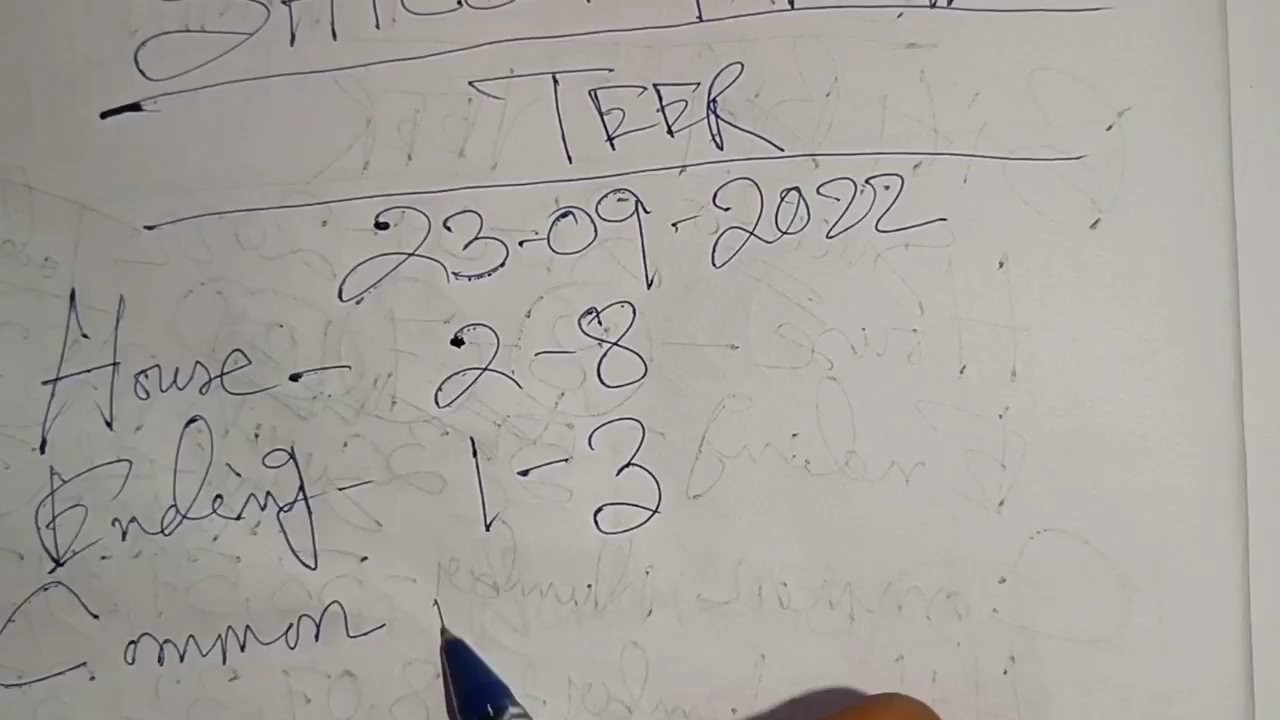 TEER
23-09-2022
House - 2-8
Ending - 1-3
Common